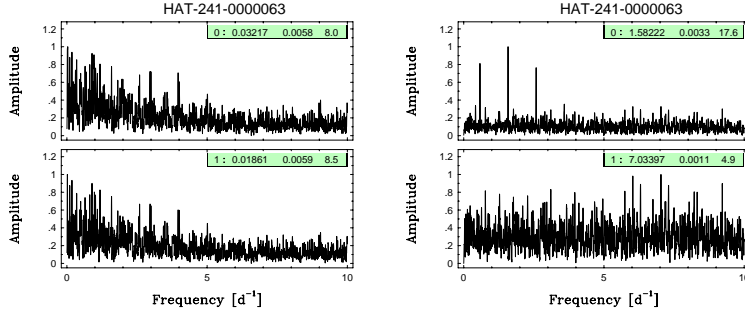 HAT-241-0000063
1.2
1
.8
.6
.4
.2
0
Amplitude
0 : 0.03217 0.0058 8.0
1.2
1
.8
.6
.4
.2
0
Amplitude
1 : 0.01861 0.0059 8.5
0 5 10
Frequency [d⁻¹]
HAT-241-0000063
1.2
1
.8
.6
.4
.2
0
Amplitude
0 : 1.58222 0.0033 17.6
1.2
1
.8
.6
.4
.2
0
Amplitude
1 : 7.03397 0.0011 4.9
0 5 10
Frequency [d⁻¹]